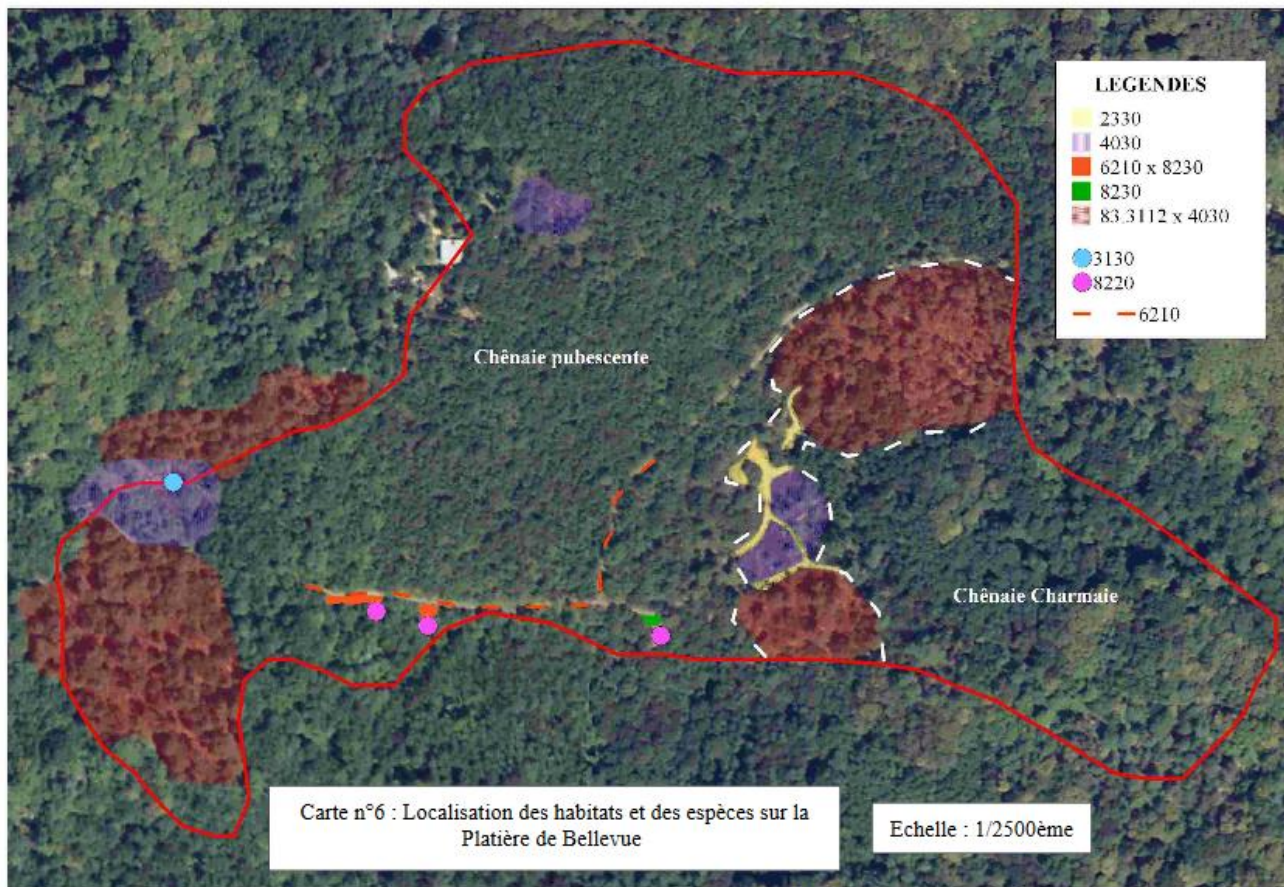 LEGENDES
2330
4030
6210 x 8230
8230
83.3112 x 4030
3130
8220
6210
Chênaie pubescente
Chênaie Charmaie
Carte n°6 : Localisation des habitats et des espèces sur la
Platière de Bellevue
Echelle : 1/2500ème